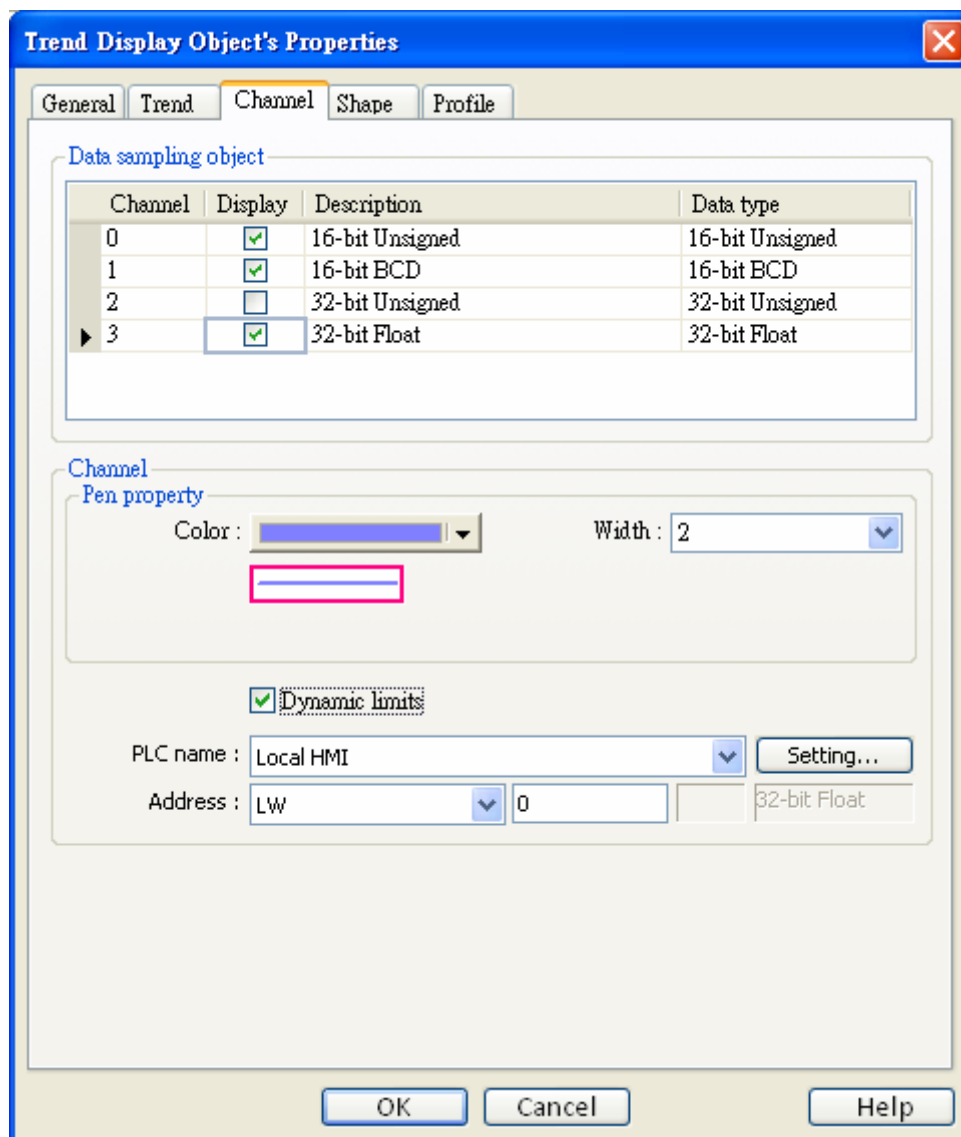 Trend Display Object's Properties
General Trend Channel Shape Profile
Data sampling object
Channel Display Description Data type
0 16-bit Unsigned 16-bit Unsigned
1 16-bit BCD 16-bit BCD
2 32-bit Unsigned 32-bit Unsigned
3 32-bit Float 32-bit Float
Channel
Pen property
Color : Width : 2
Dynamic limits
PLC name : Local HMI Setting...
Address : LW 0 32-bit Float
OK Cancel Help